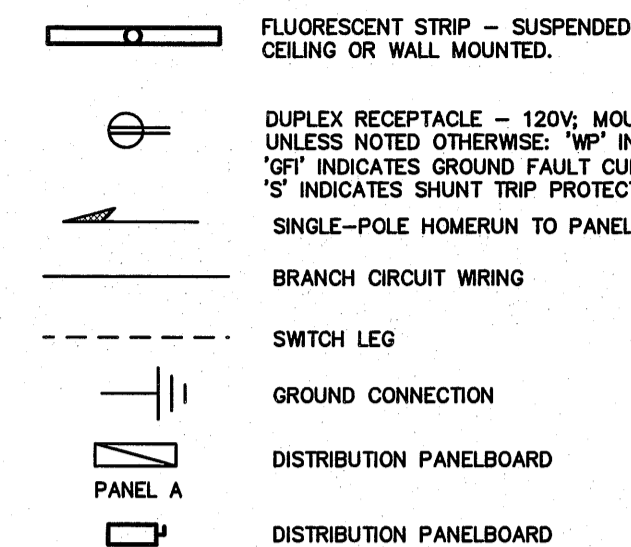 FLUORESCENT STRIP – SUSPENDED
CEILING OR WALL MOUNTED.
DUPLEX RECEPTACLE – 120V;
UNLESS NOTED OTHERWISE: 'WP'
'GFI' INDICATES GROUND FAULT
'S' INDICATES SHUNT TRIP
SINGLE–POLE HOMERUN TO PANEL
BRANCH CIRCUIT WIRING
SWITCH LEG
GROUND CONNECTION
DISTRIBUTION PANELBOARD
PANEL A
DISTRIBUTION PANELBOARD